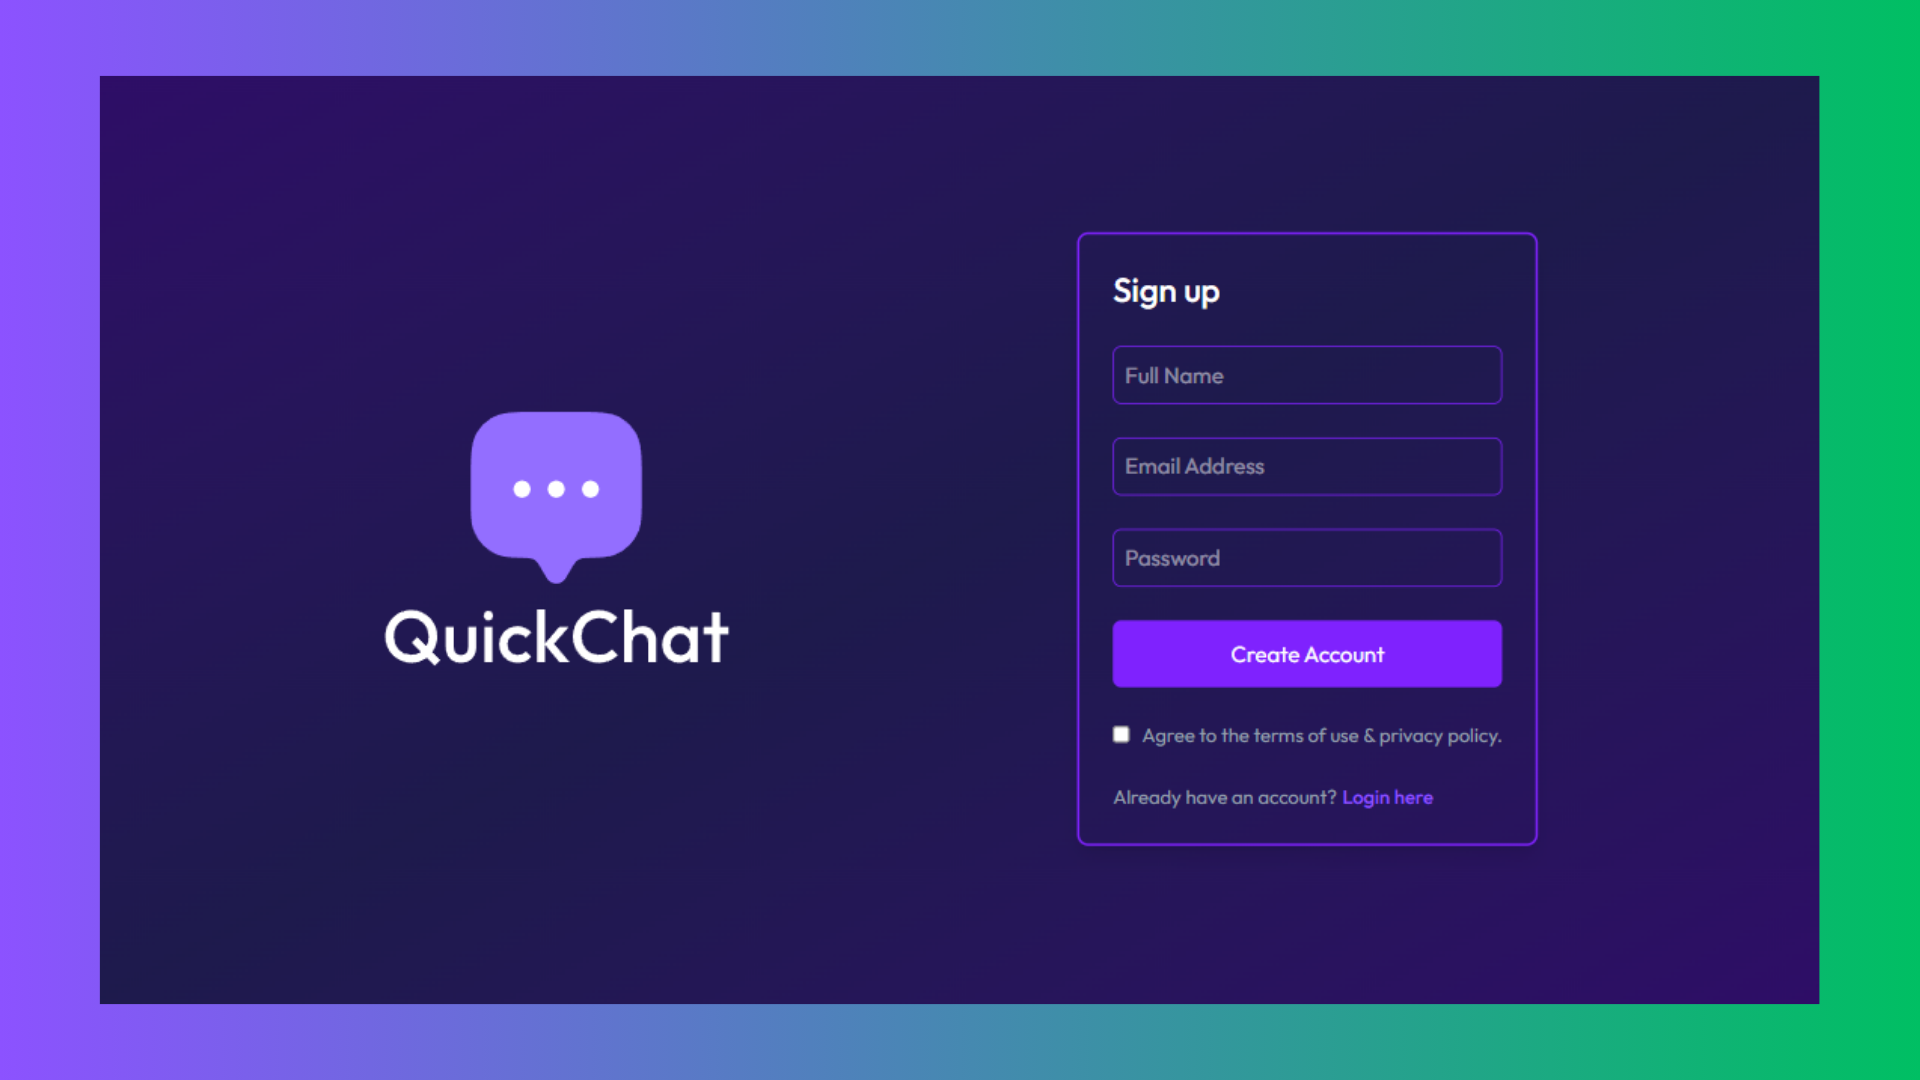 QuickChat
Sign up
Full Name
Email Address
Password
Create Account
Agree to the terms of use & privacy policy.
Already have an account? Login here